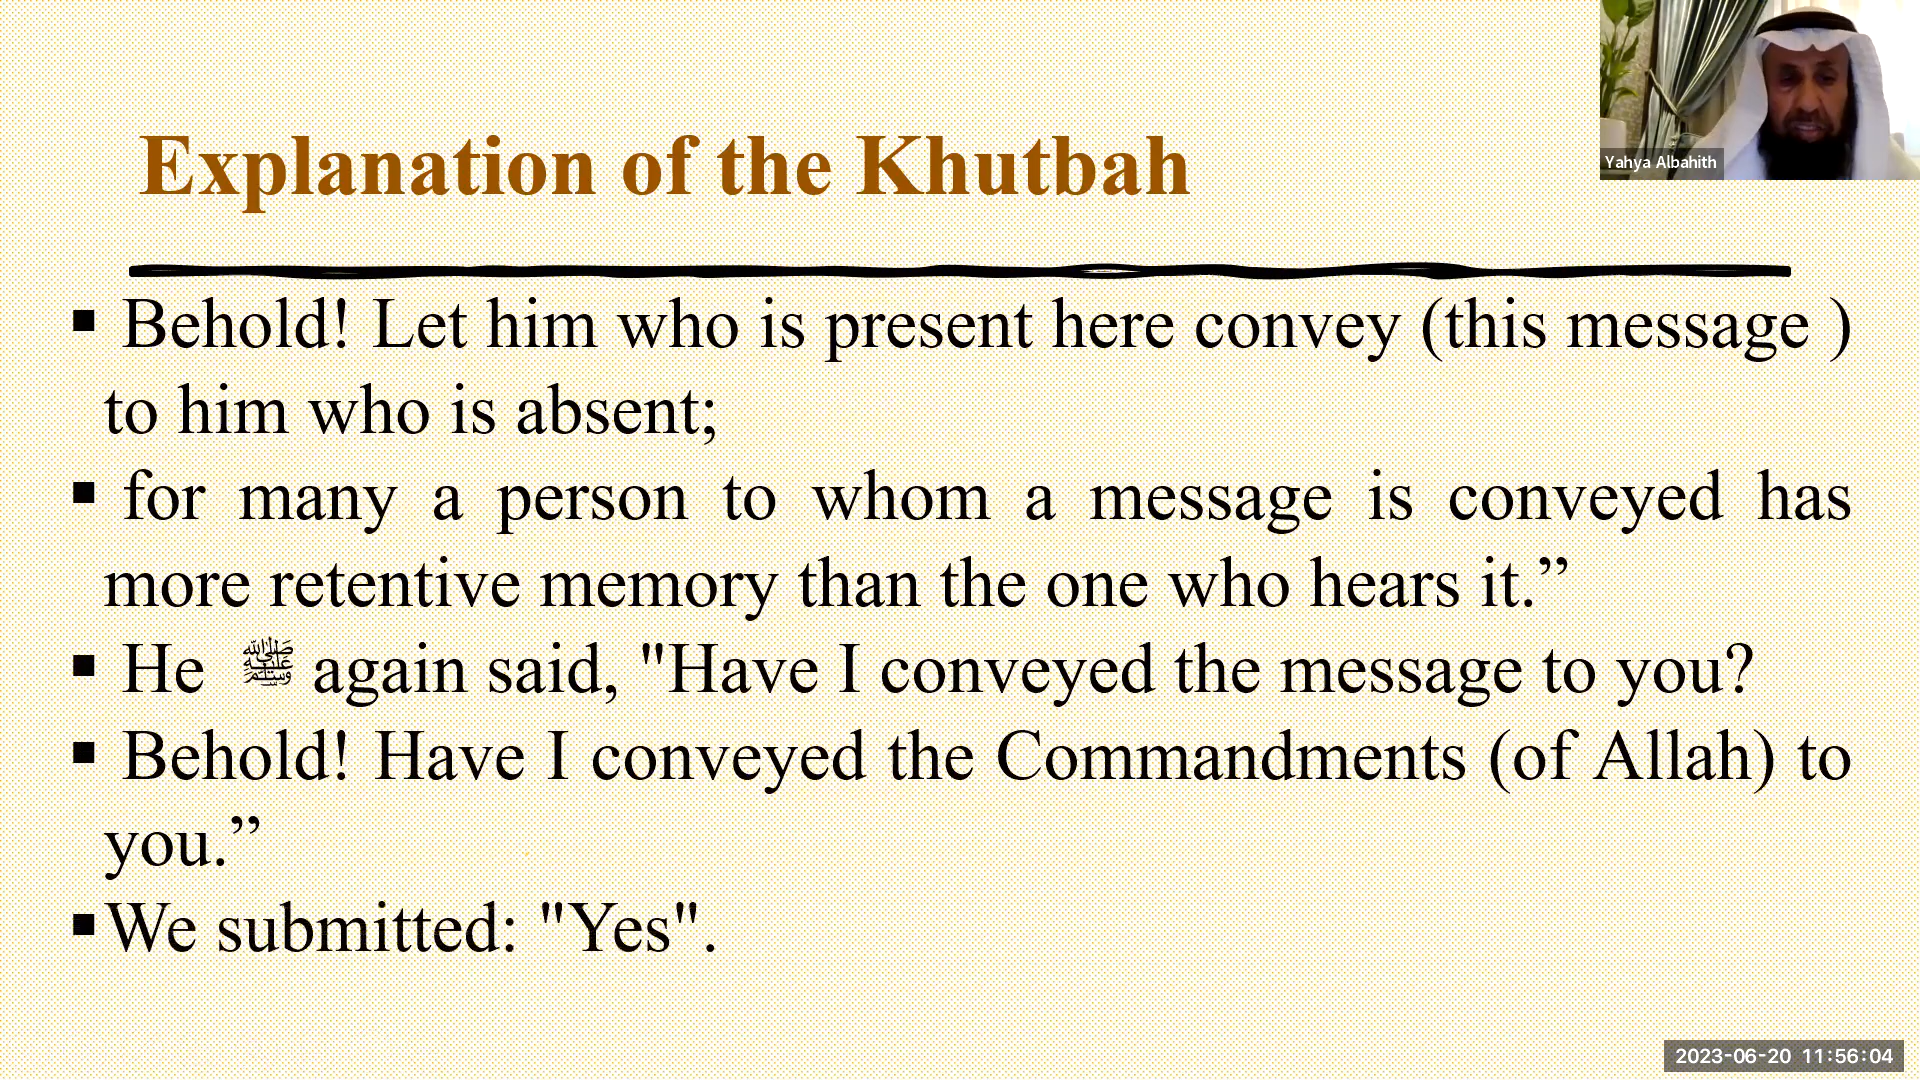 Yahya Albahith
Explanation of the Khutbah
▪ Behold! Let him who is present here convey (this message )
to him who is absent;
▪ for many a person to whom a message is conveyed has
more retentive memory than the one who hears it.”
▪ He ﷺ again said, "Have I conveyed the message to you?
▪ Behold! Have I conveyed the Commandments (of Allah) to
you.”
▪ We submitted: "Yes".
2023-06-20 11:56:04